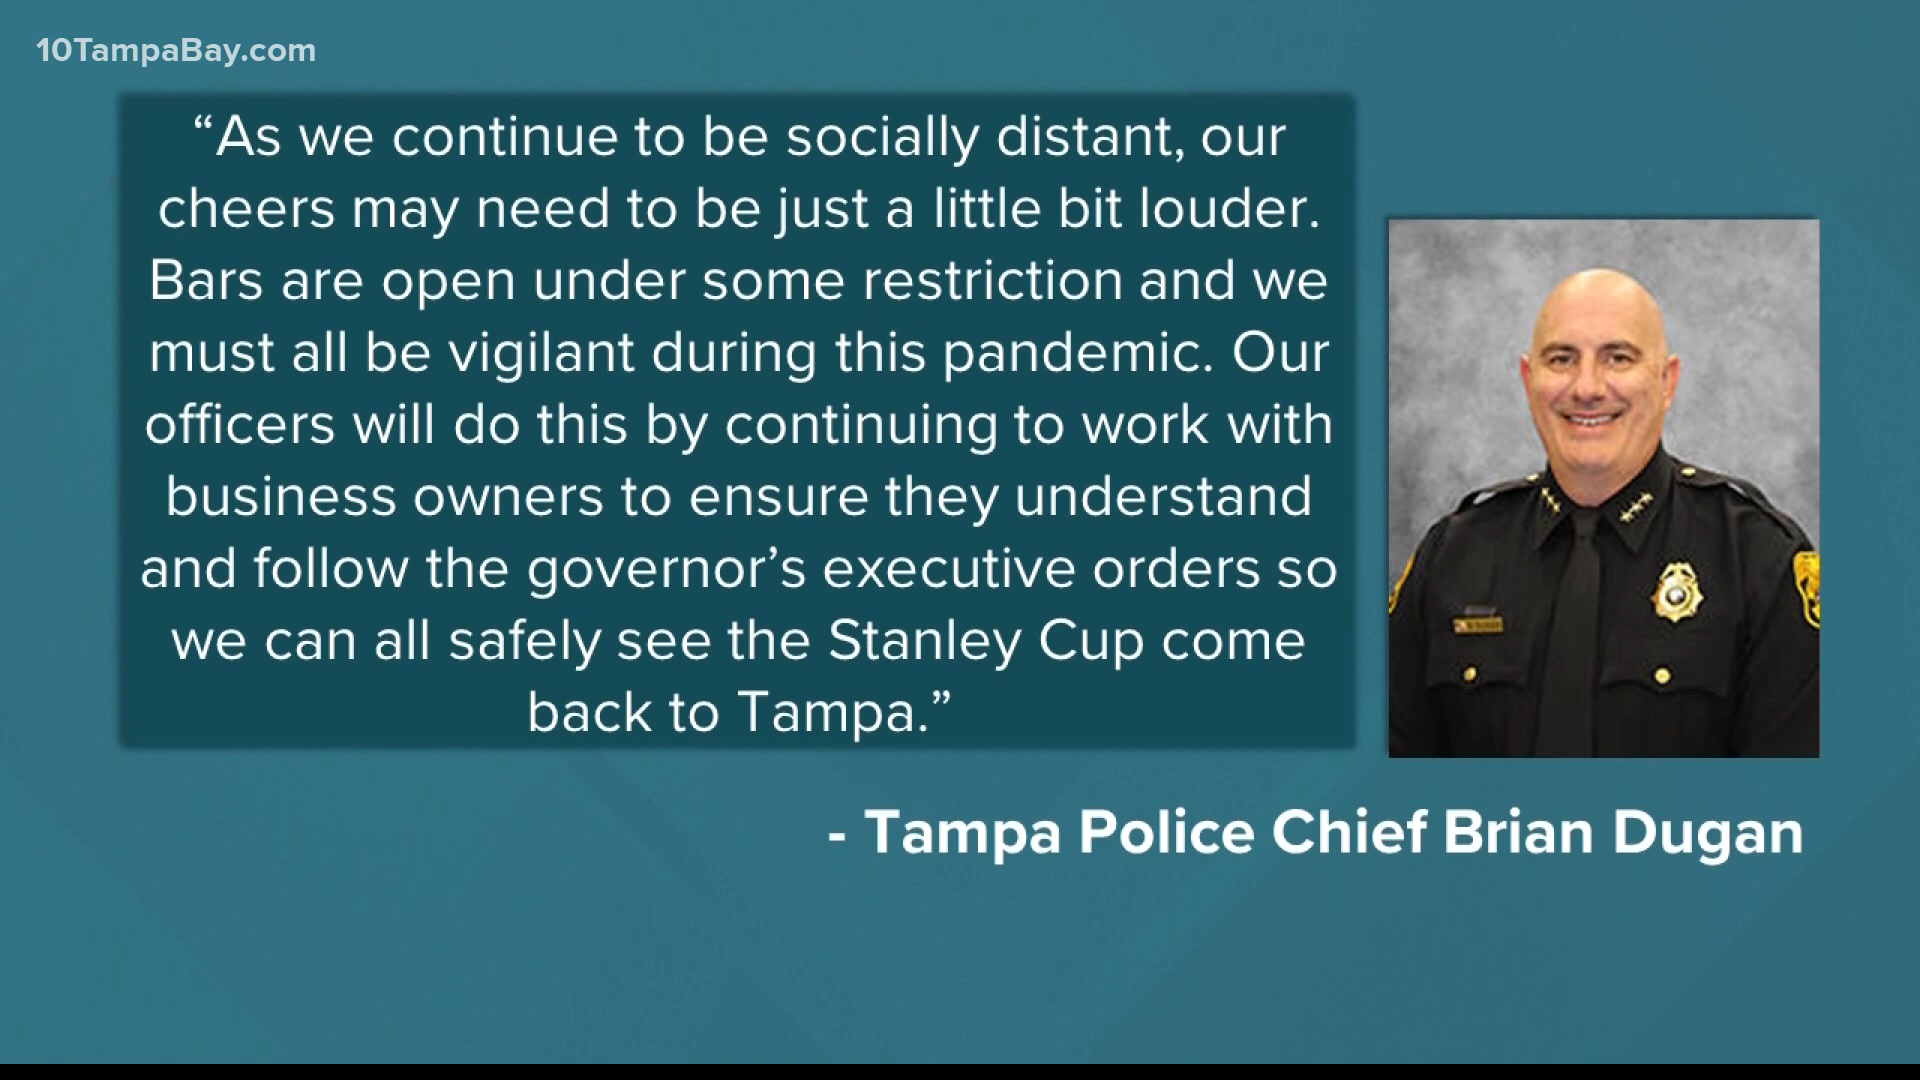 10TampaBay.com
“As we continue to be socially distant, our
cheers may need to be just a little bit louder.
Bars are open under some restriction and we
must all be vigilant during this pandemic. Our
officers will do this by continuing to work with
business owners to ensure they understand
and follow the governor’s executive orders so
we can all safely see the Stanley Cup come
back to Tampa.”
- Tampa Police Chief Brian Dugan